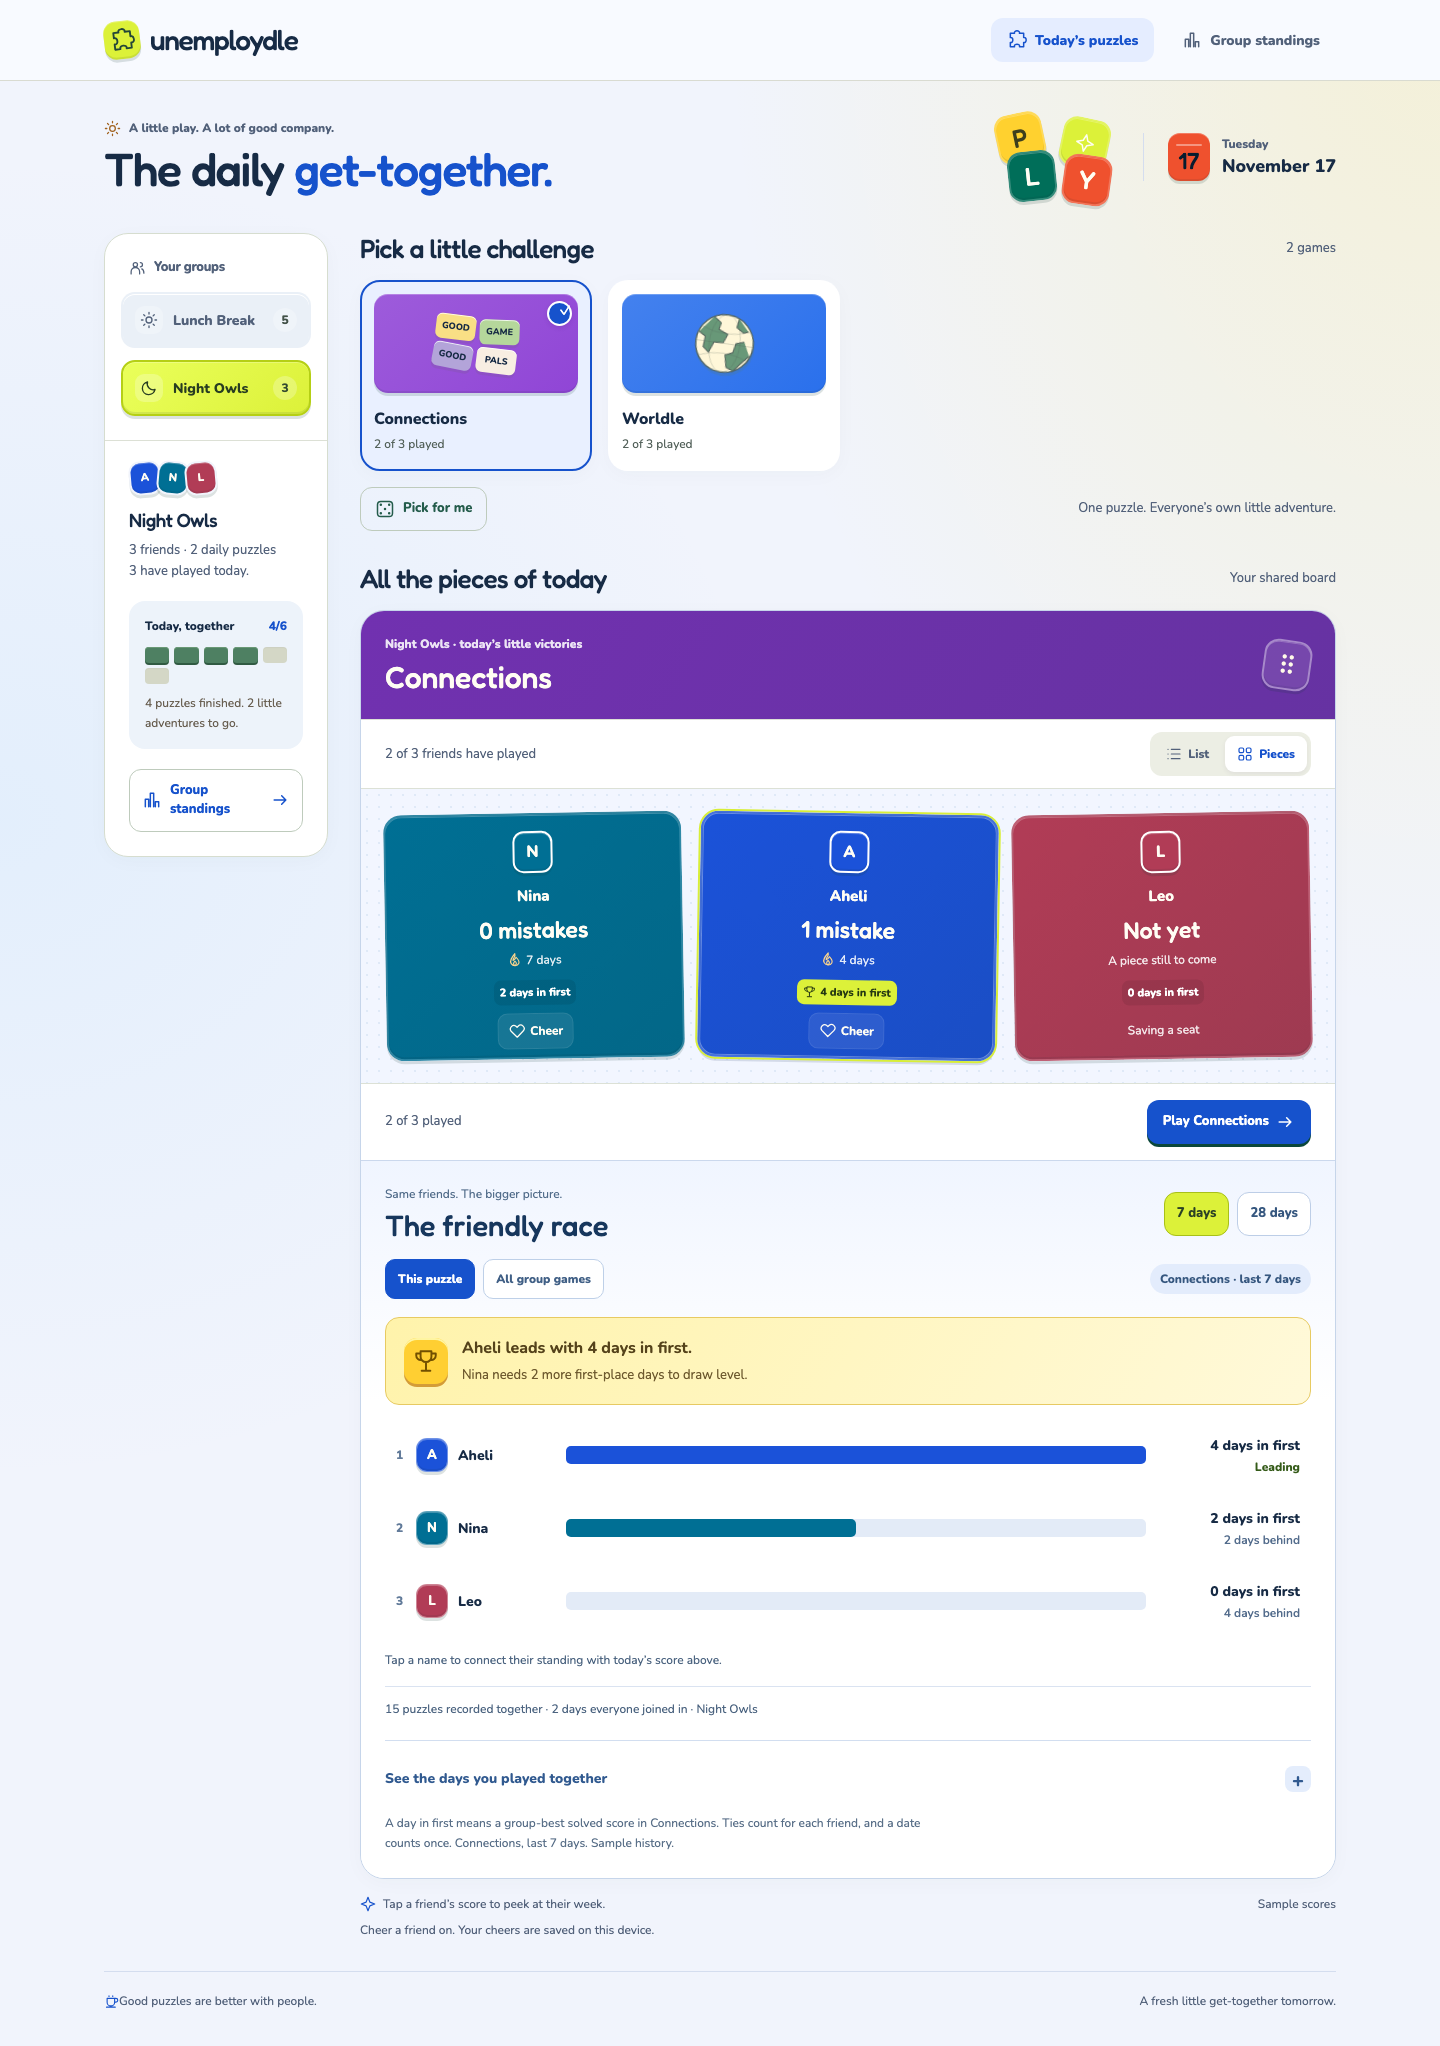 unemploydle
Today's puzzles
Group standings
A little play. A lot of good company.
The daily get-together.
P
L
Y
17
Tuesday
November 17
Your groups
Lunch Break 5
Night Owls 3
A N L
Night Owls
3 friends · 2 daily puzzles
3 have played today.
Today, together 4/6
4 puzzles finished. 2 little
adventures to go.
Group
standings
Pick a little challenge
2 games
GOOD
GAME
GOOD
PALS
Connections
2 of 3 played
Worldle
2 of 3 played
Pick for me
One puzzle. Everyone's own little adventure.
All the pieces of today
Your shared board
Night Owls · today's little victories
Connections
2 of 3 friends have played
List
Pieces
N
Nina
0 mistakes
7 days
2 days in first
Cheer
A
Aheli
1 mistake
4 days
4 days in first
Cheer
L
Leo
Not yet
A piece still to come
0 days in first
Saving a seat
2 of 3 played
Play Connections
Same friends. The bigger picture.
The friendly race
7 days
28 days
This puzzle
All group games
Connections · last 7 days
Aheli leads with 4 days in first.
Nina needs 2 more first-place days to draw level.
1 A Aheli
4 days in first
Leading
2 N Nina
2 days in first
2 days behind
3 L Leo
0 days in first
4 days behind
Tap a name to connect their standing with today's score above.
15 puzzles recorded together · 2 days everyone joined in · Night Owls
See the days you played together
+
A day in first means a group-best solved score in Connections. Ties count for each friend, and a date
counts once. Connections, last 7 days. Sample history.
Tap a friend's score to peek at their week.
Sample scores
Cheer a friend on. Your cheers are saved on this device.
Good puzzles are better with people.
A fresh little get-together tomorrow.